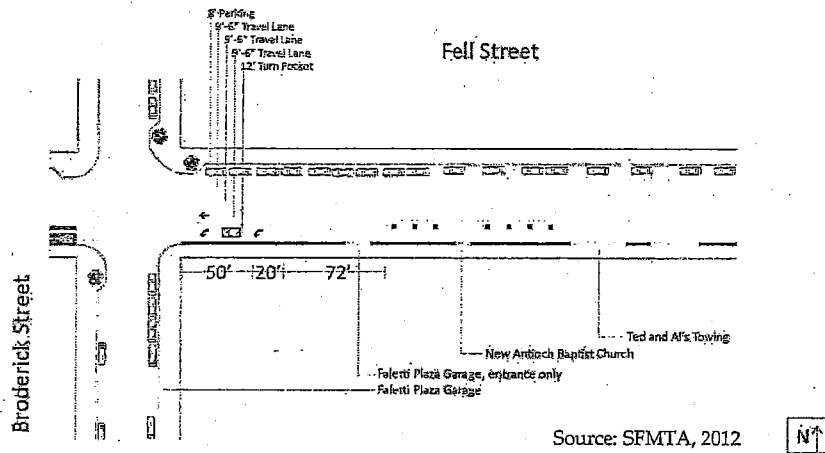 8' Parking
9'-6" Travel Lane
9'-6" Travel Lane
9'-6" Travel Lane
12' Turn Pocket
Fell Street
50' 20' 72'
Broderick Street
Ted and Al's Towing
New Antioch Baptist Church
Faletti Plaza Garage, entrance only
Faletti Plaza Garage
Source: SFMTA, 2012
N